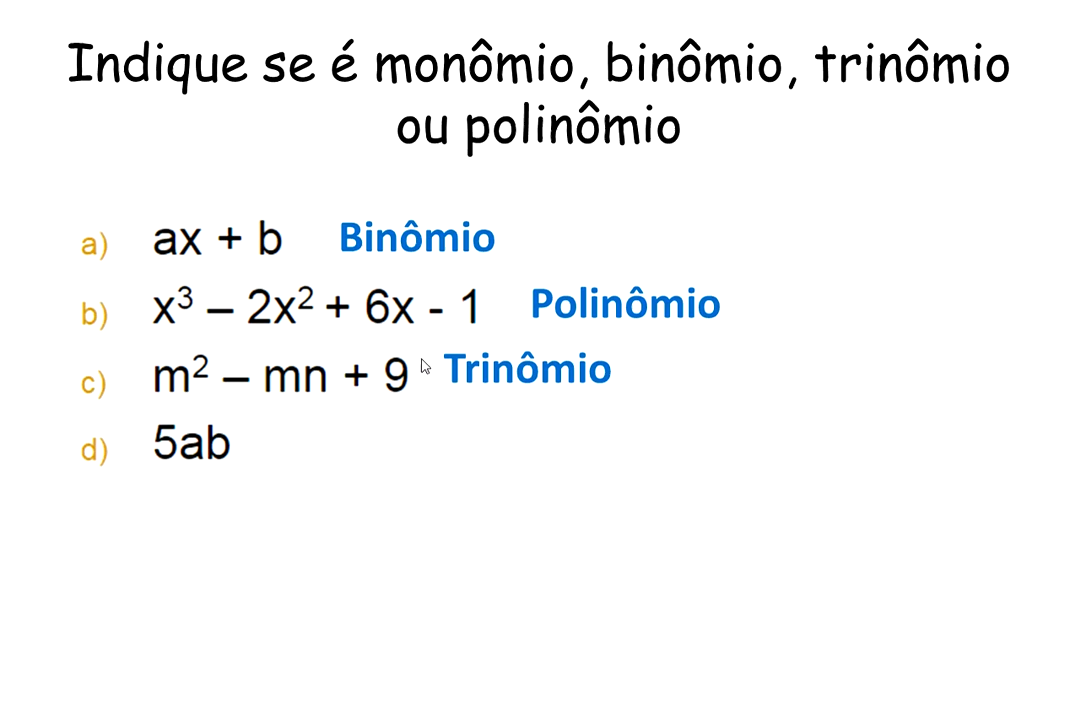 Indique se é monômio, binômio, trinômio
ou polinômio
a) ax + b Binômio
b) x³ – 2x² + 6x - 1 Polinômio
c) m² – mn + 9 Trinômio
d) 5ab